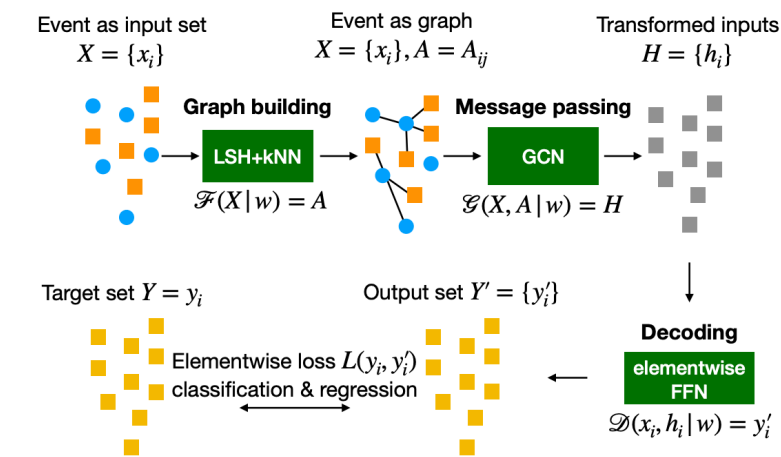 Event as input set
X = {xᵢ}
Event as graph
X = {xᵢ}, A = Aᵢⱼ
Transformed inputs
H = {hᵢ}
Graph building
LSH+kNN
ℱ(X|w) = A
Message passing
GCN
𝒢(X, A|w) = H
Target set Y = yᵢ
Output set Y′ = {y′ᵢ}
Elementwise loss L(yᵢ, y′ᵢ)
classification & regression
Decoding
elementwise
FFN
𝒟(xᵢ, hᵢ|w) = y′ᵢ